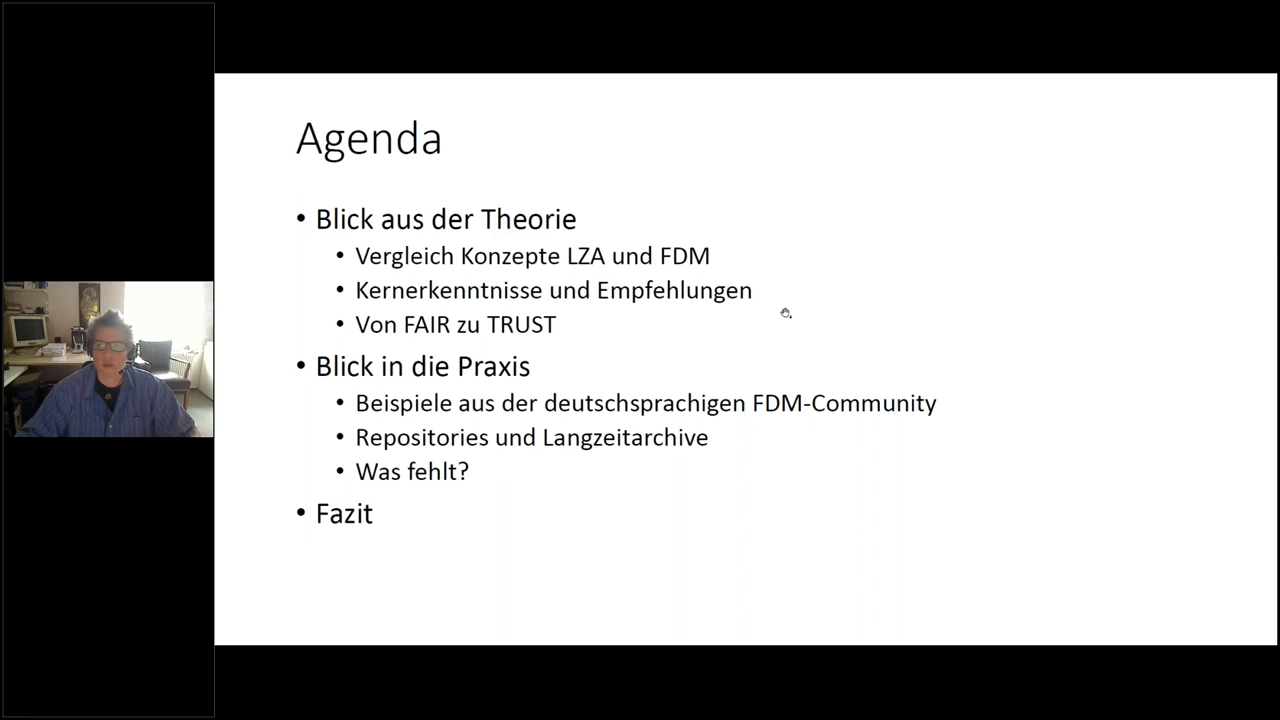 Agenda
• Blick aus der Theorie
• Vergleich Konzepte LZA und FDM
• Kernerkenntnisse und Empfehlungen
• Von FAIR zu TRUST
• Blick in die Praxis
• Beispiele aus der deutschsprachigen FDM-Community
• Repositories und Langzeitarchive
• Was fehlt?
• Fazit